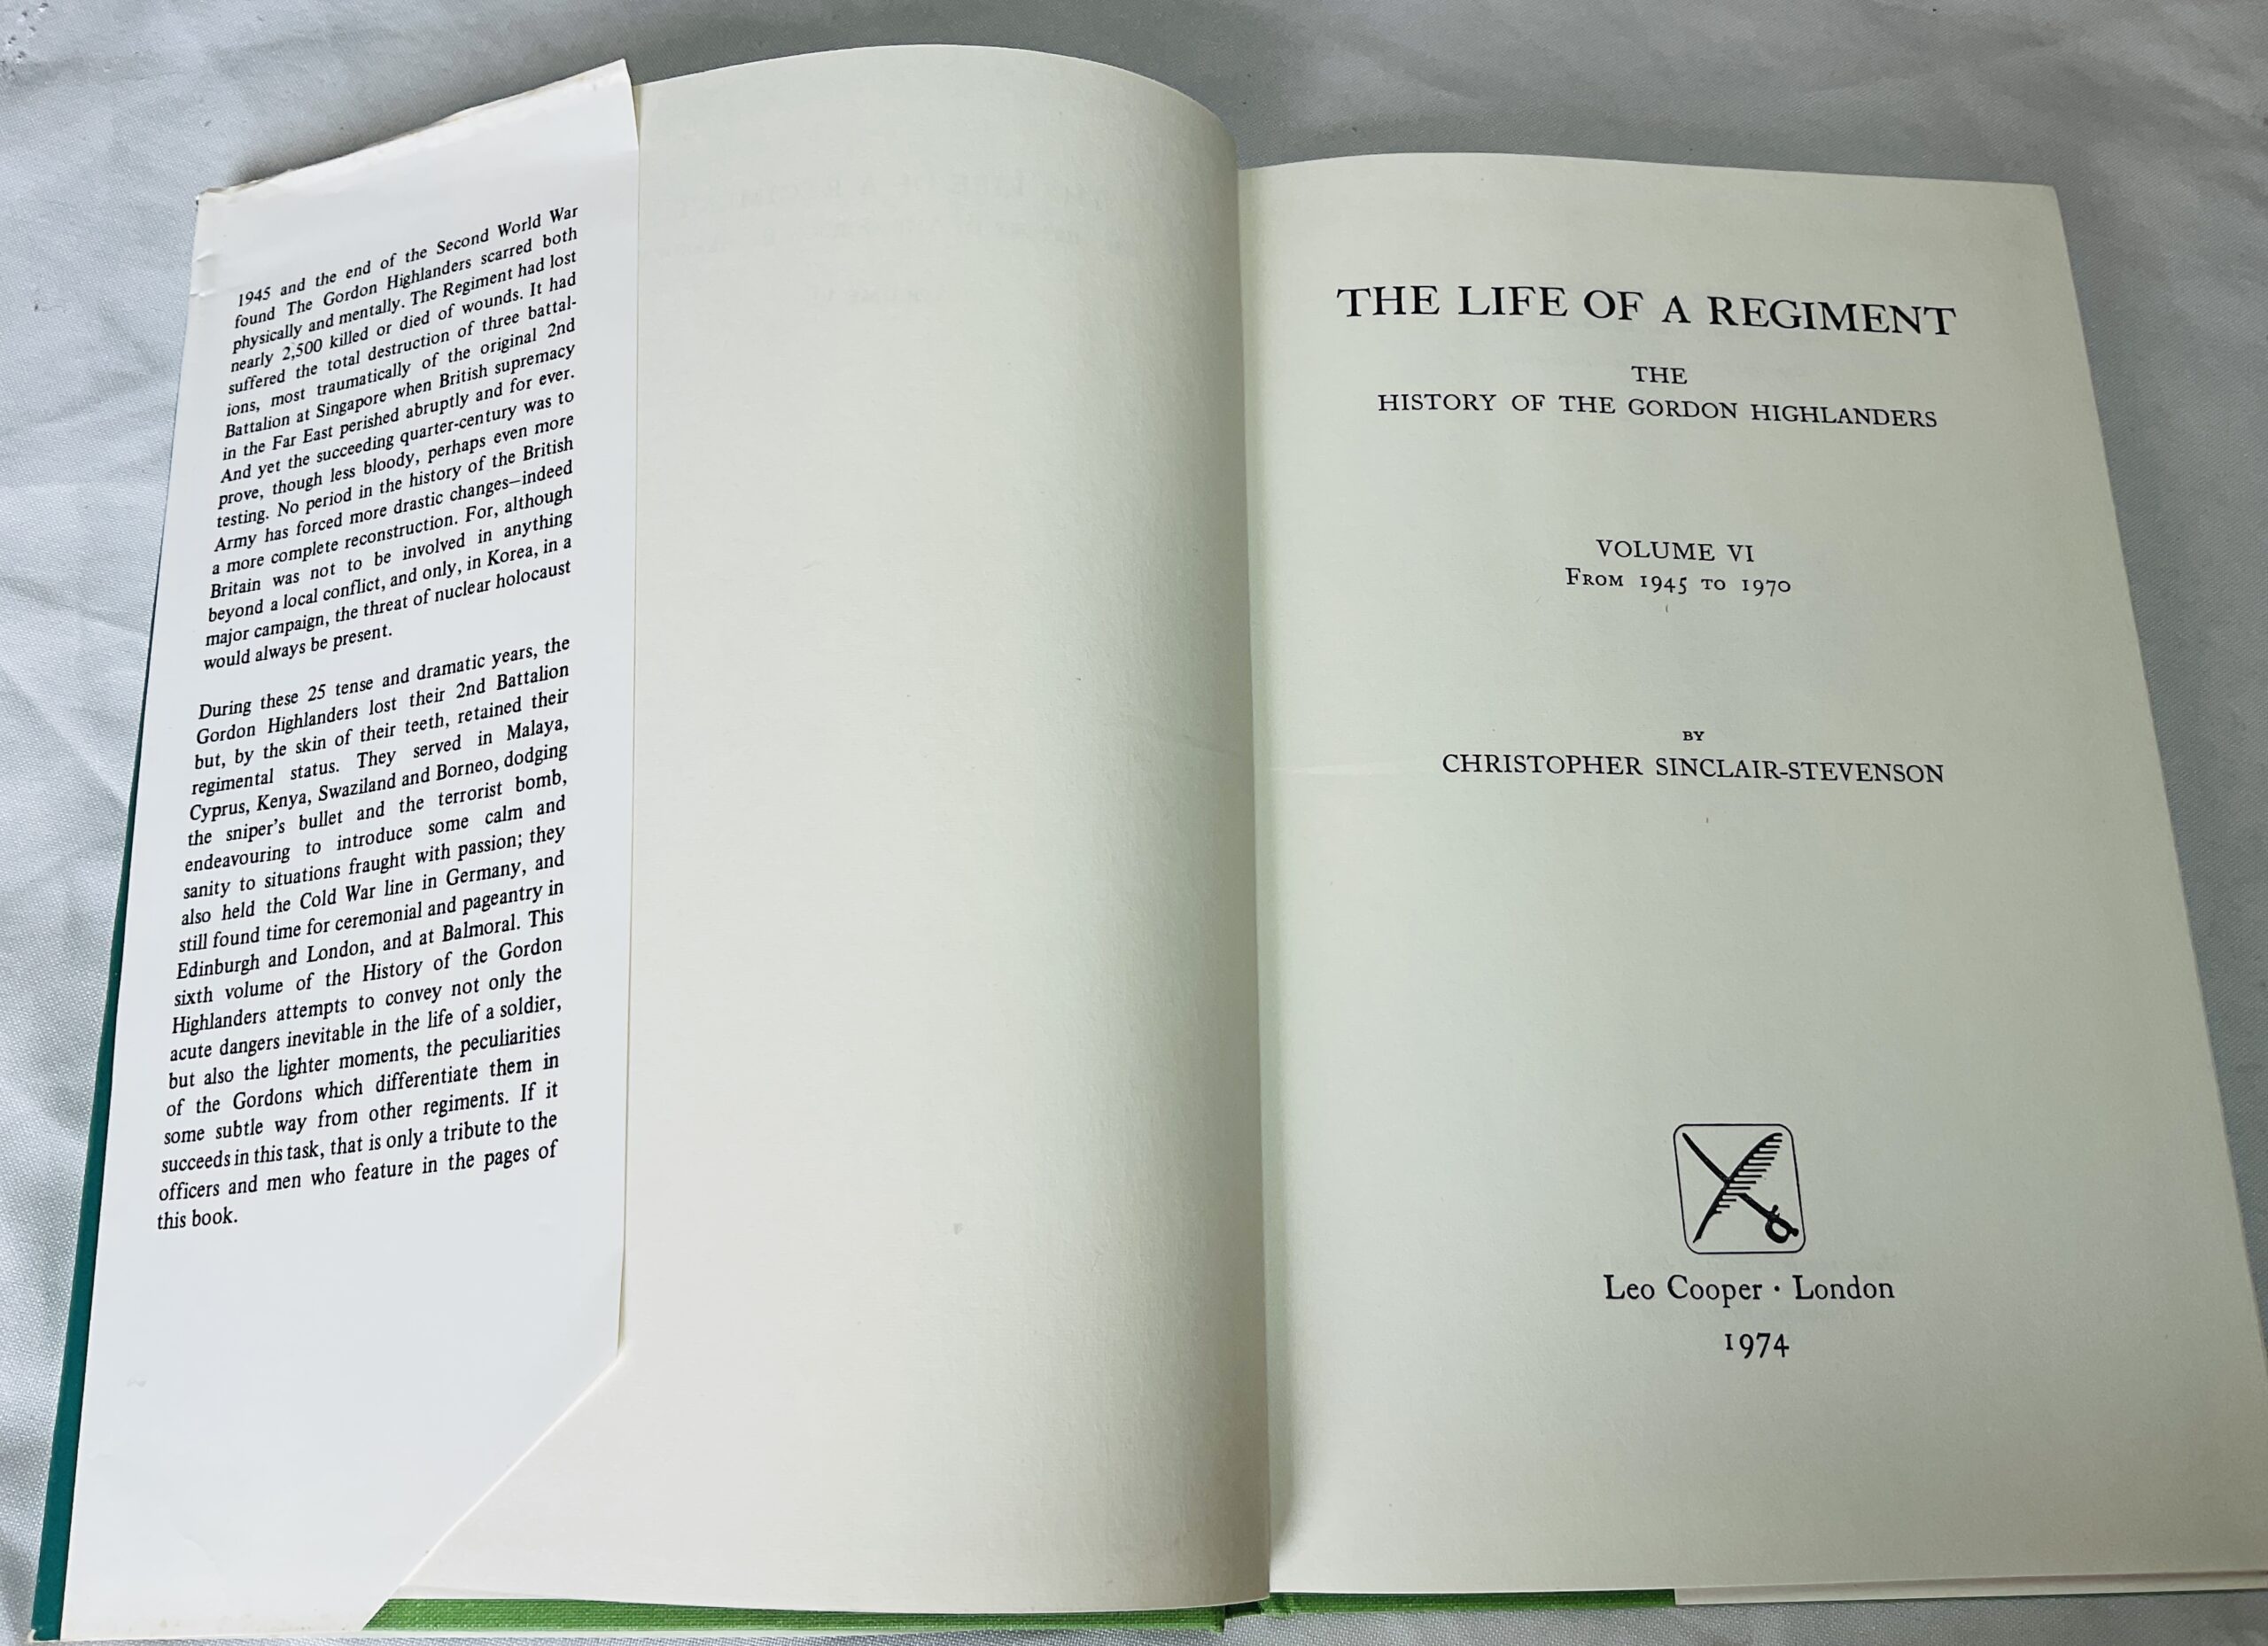 1945 and the end of the Second World War
found The Gordon Highlanders scarred both
physically and mentally. The Regiment had lost
nearly 2,500 killed or died of wounds. It had
suffered the total destruction of three battal-
ions, most traumatically of the original 2nd
Battalion at Singapore when British supremacy
in the Far East perished abruptly and for ever.
And yet the succeeding quarter-century was to
prove, though less bloody, perhaps even more
testing. No period in the history of the British
Army has forced more drastic changes—indeed
a more complete reconstruction. For, although
Britain was not to be involved in anything
beyond a local conflict, and only, in Korea, in a
major campaign, the threat of nuclear holocaust
would always be present.
During these 25 tense and dramatic years, the
Gordon Highlanders lost their 2nd Battalion
but, by the skin of their teeth, retained their
regimental status. They served in Malaya,
Cyprus, Kenya, Swaziland and Borneo, dodging
the sniper's bullet and the terrorist bomb,
endeavouring to introduce some calm and
sanity to situations fraught with passion; they
also held the Cold War line in Germany, and
still found time for ceremonial and pageantry in
Edinburgh and London, and at Balmoral. This
sixth volume of the History of the Gordon
Highlanders attempts to convey not only the
acute dangers inevitable in the life of a soldier,
but also the lighter moments, the peculiarities
of the Gordons which differentiate them in
some subtle way from other regiments. If it
succeeds in this task, that is only a tribute to the
officers and men who feature in the pages of
this book.
THE LIFE OF A REGIMENT
THE
HISTORY OF THE GORDON HIGHLANDERS
VOLUME VI
FROM 1945 TO 1970
BY
CHRISTOPHER SINCLAIR-STEVENSON
Leo Cooper · London
1974